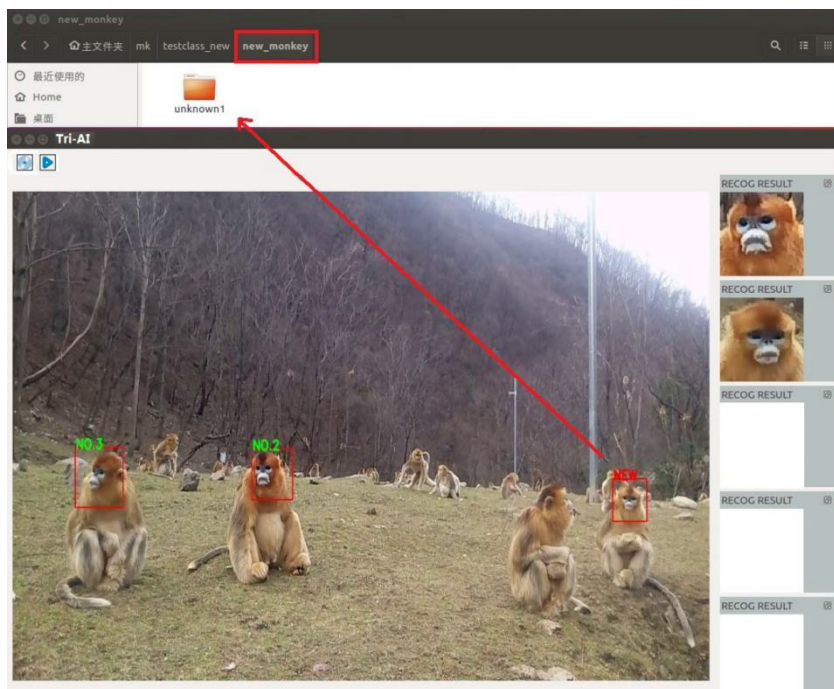 new_monkey
主文件夹 mk testclass_new new_monkey
最近使用的
Home
桌面
unknown1
Tri-AI
RECOG RESULT
RECOG RESULT
RECOG RESULT
RECOG RESULT
RECOG RESULT
NO.3
NO.2
NEW